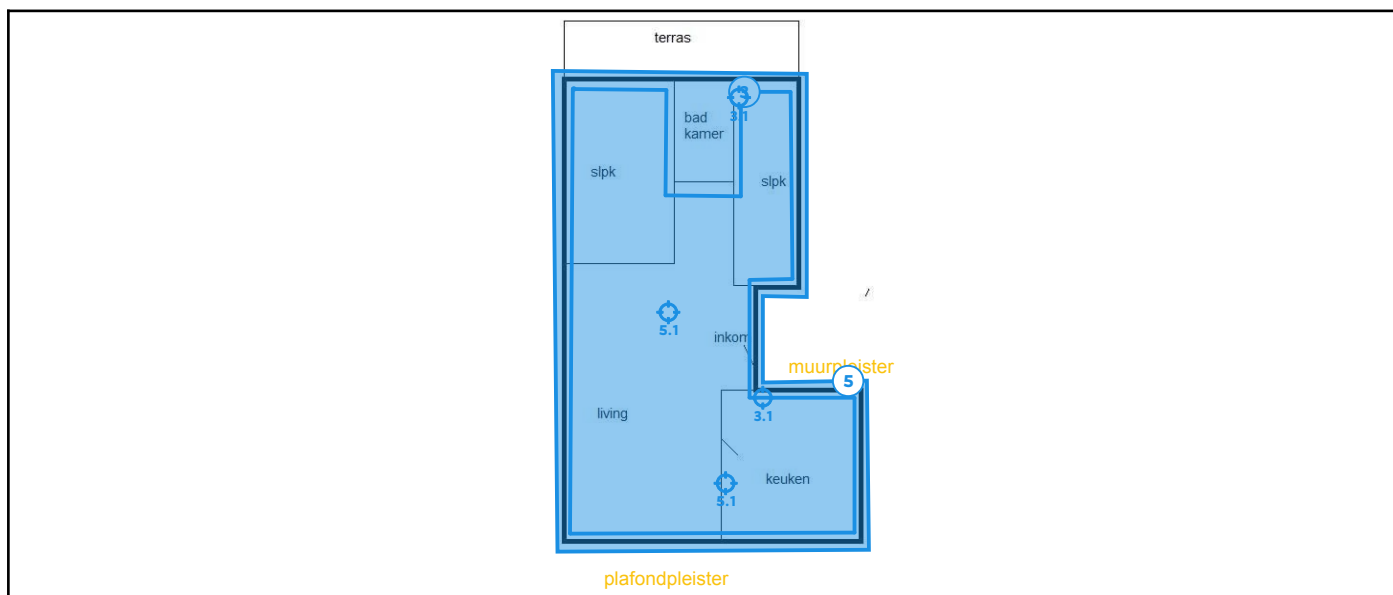 terras
3.1
bad
kamer
slpk
slpk
5.1
inkom
muurpleister
5
living
3.1
keuken
5.1
plafondpleister